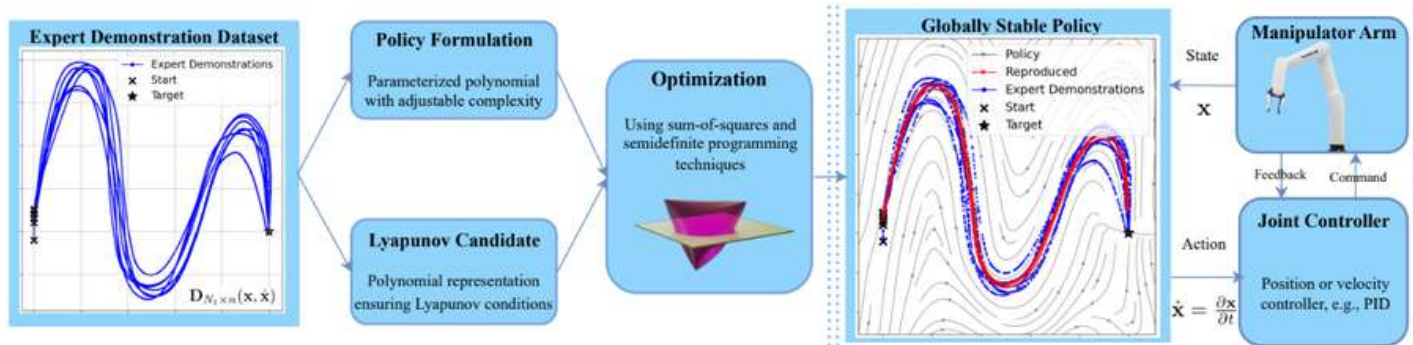 Expert Demonstration Dataset
Expert Demonstrations
Start
Target
D_{N_t×n}(x, ẋ)
Policy Formulation
Parameterized polynomial
with adjustable complexity
Lyapunov Candidate
Polynomial representation
ensuring Lyapunov conditions
Optimization
Using sum-of-squares and
semidefinite programming
techniques
Globally Stable Policy
Policy
Reproduced
Expert Demonstrations
Start
Target
State
x
Action
ẋ = ∂x/∂t
Manipulator Arm
Feedback
Command
Joint Controller
Position or velocity
controller, e.g., PID